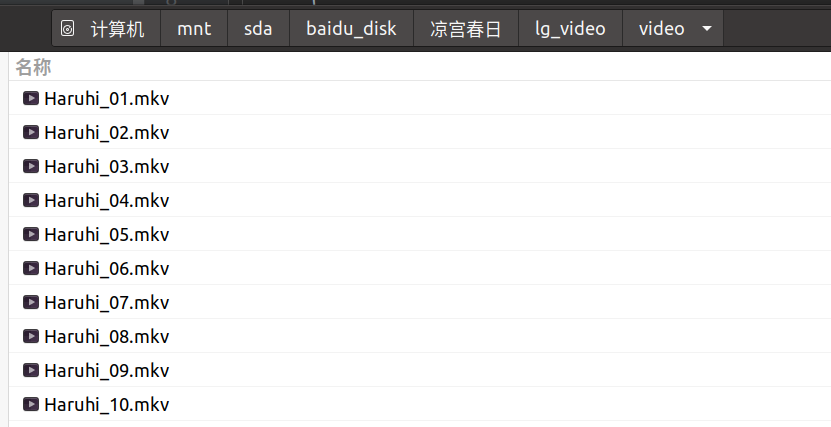 计算机 mnt sda baidu_disk 凉宫春日 lg_video video
名称
Haruhi_01.mkv
Haruhi_02.mkv
Haruhi_03.mkv
Haruhi_04.mkv
Haruhi_05.mkv
Haruhi_06.mkv
Haruhi_07.mkv
Haruhi_08.mkv
Haruhi_09.mkv
Haruhi_10.mkv